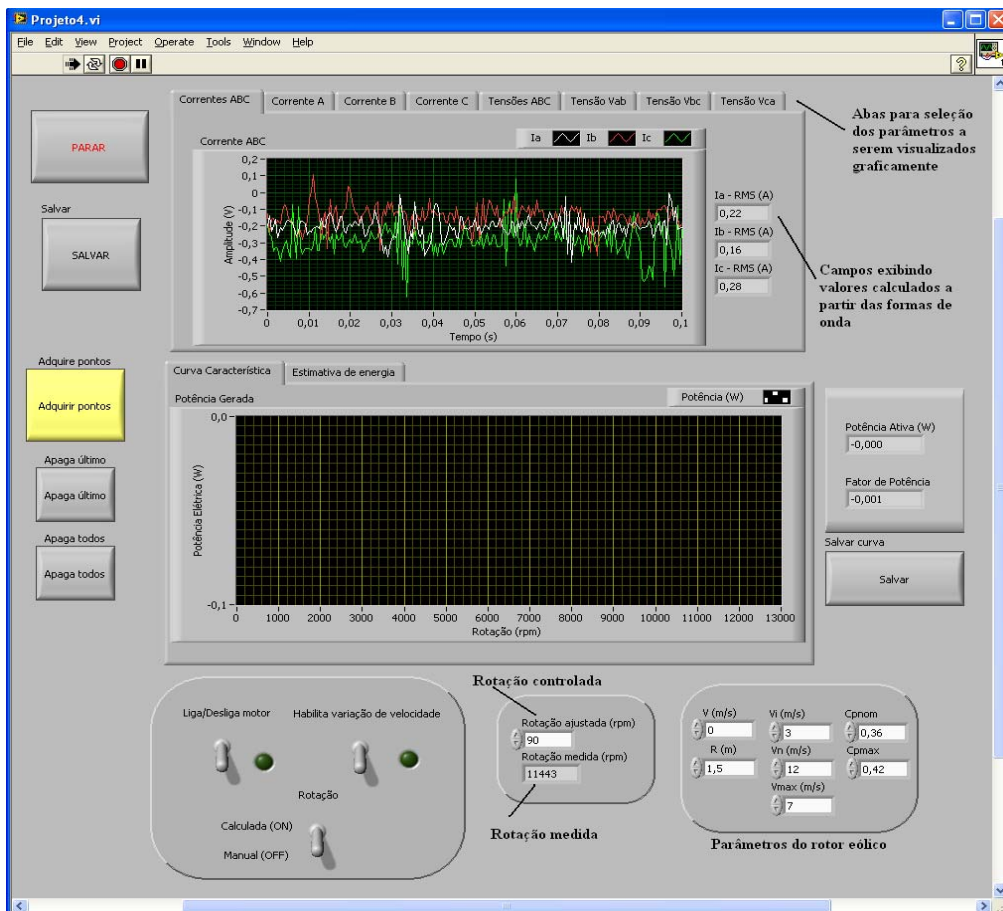 Projeto4.vi
File Edit View Project Operate Tools Window Help
Correntes ABC Corrente A Corrente B Corrente C Tensões ABC Tensão Vab Tensão Vbc Tensão Vca
Abas para seleção
dos parâmetros a
serem visualizados
graficamente
PARAR
Salvar
SALVAR
Corrente ABC
Ia Ib Ic
Amplitude (V)
0,2
0,1
0
-0,1
-0,2
-0,3
-0,4
-0,5
-0,6
-0,7
0 0,01 0,02 0,03 0,04 0,05 0,06 0,07 0,08 0,09 0,1
Tempo (s)
Ia - RMS (A)
0,22
Ib - RMS (A)
0,16
Ic - RMS (A)
0,28
Campos exibindo
valores calculados a
partir das formas de
onda
Adquire pontos
Adquirir pontos
Apaga último
Apaga último
Apaga todos
Apaga todos
Curva Característica Estimativa de energia
Potência Gerada
Potência (W)
Potência Elétrica (W)
0,0
-0,1
0 1000 2000 3000 4000 5000 6000 7000 8000 9000 10000 11000 12000 13000
Rotação (rpm)
Potência Ativa (W)
-0,000
Fator de Potência
-0,001
Salvar curva
Salvar
Liga/Desliga motor Habilita variação de velocidade
Rotação
Calculada (ON)
Manual (OFF)
Rotação controlada
Rotação ajustada (rpm)
90
Rotação medida (rpm)
11443
Rotação medida
V (m/s) Vi (m/s) Cpnom
0 3 0,36
R (m) Vn (m/s) Cpmax
1,5 12 0,42
Vmax (m/s)
7
Parâmetros do rotor eólico